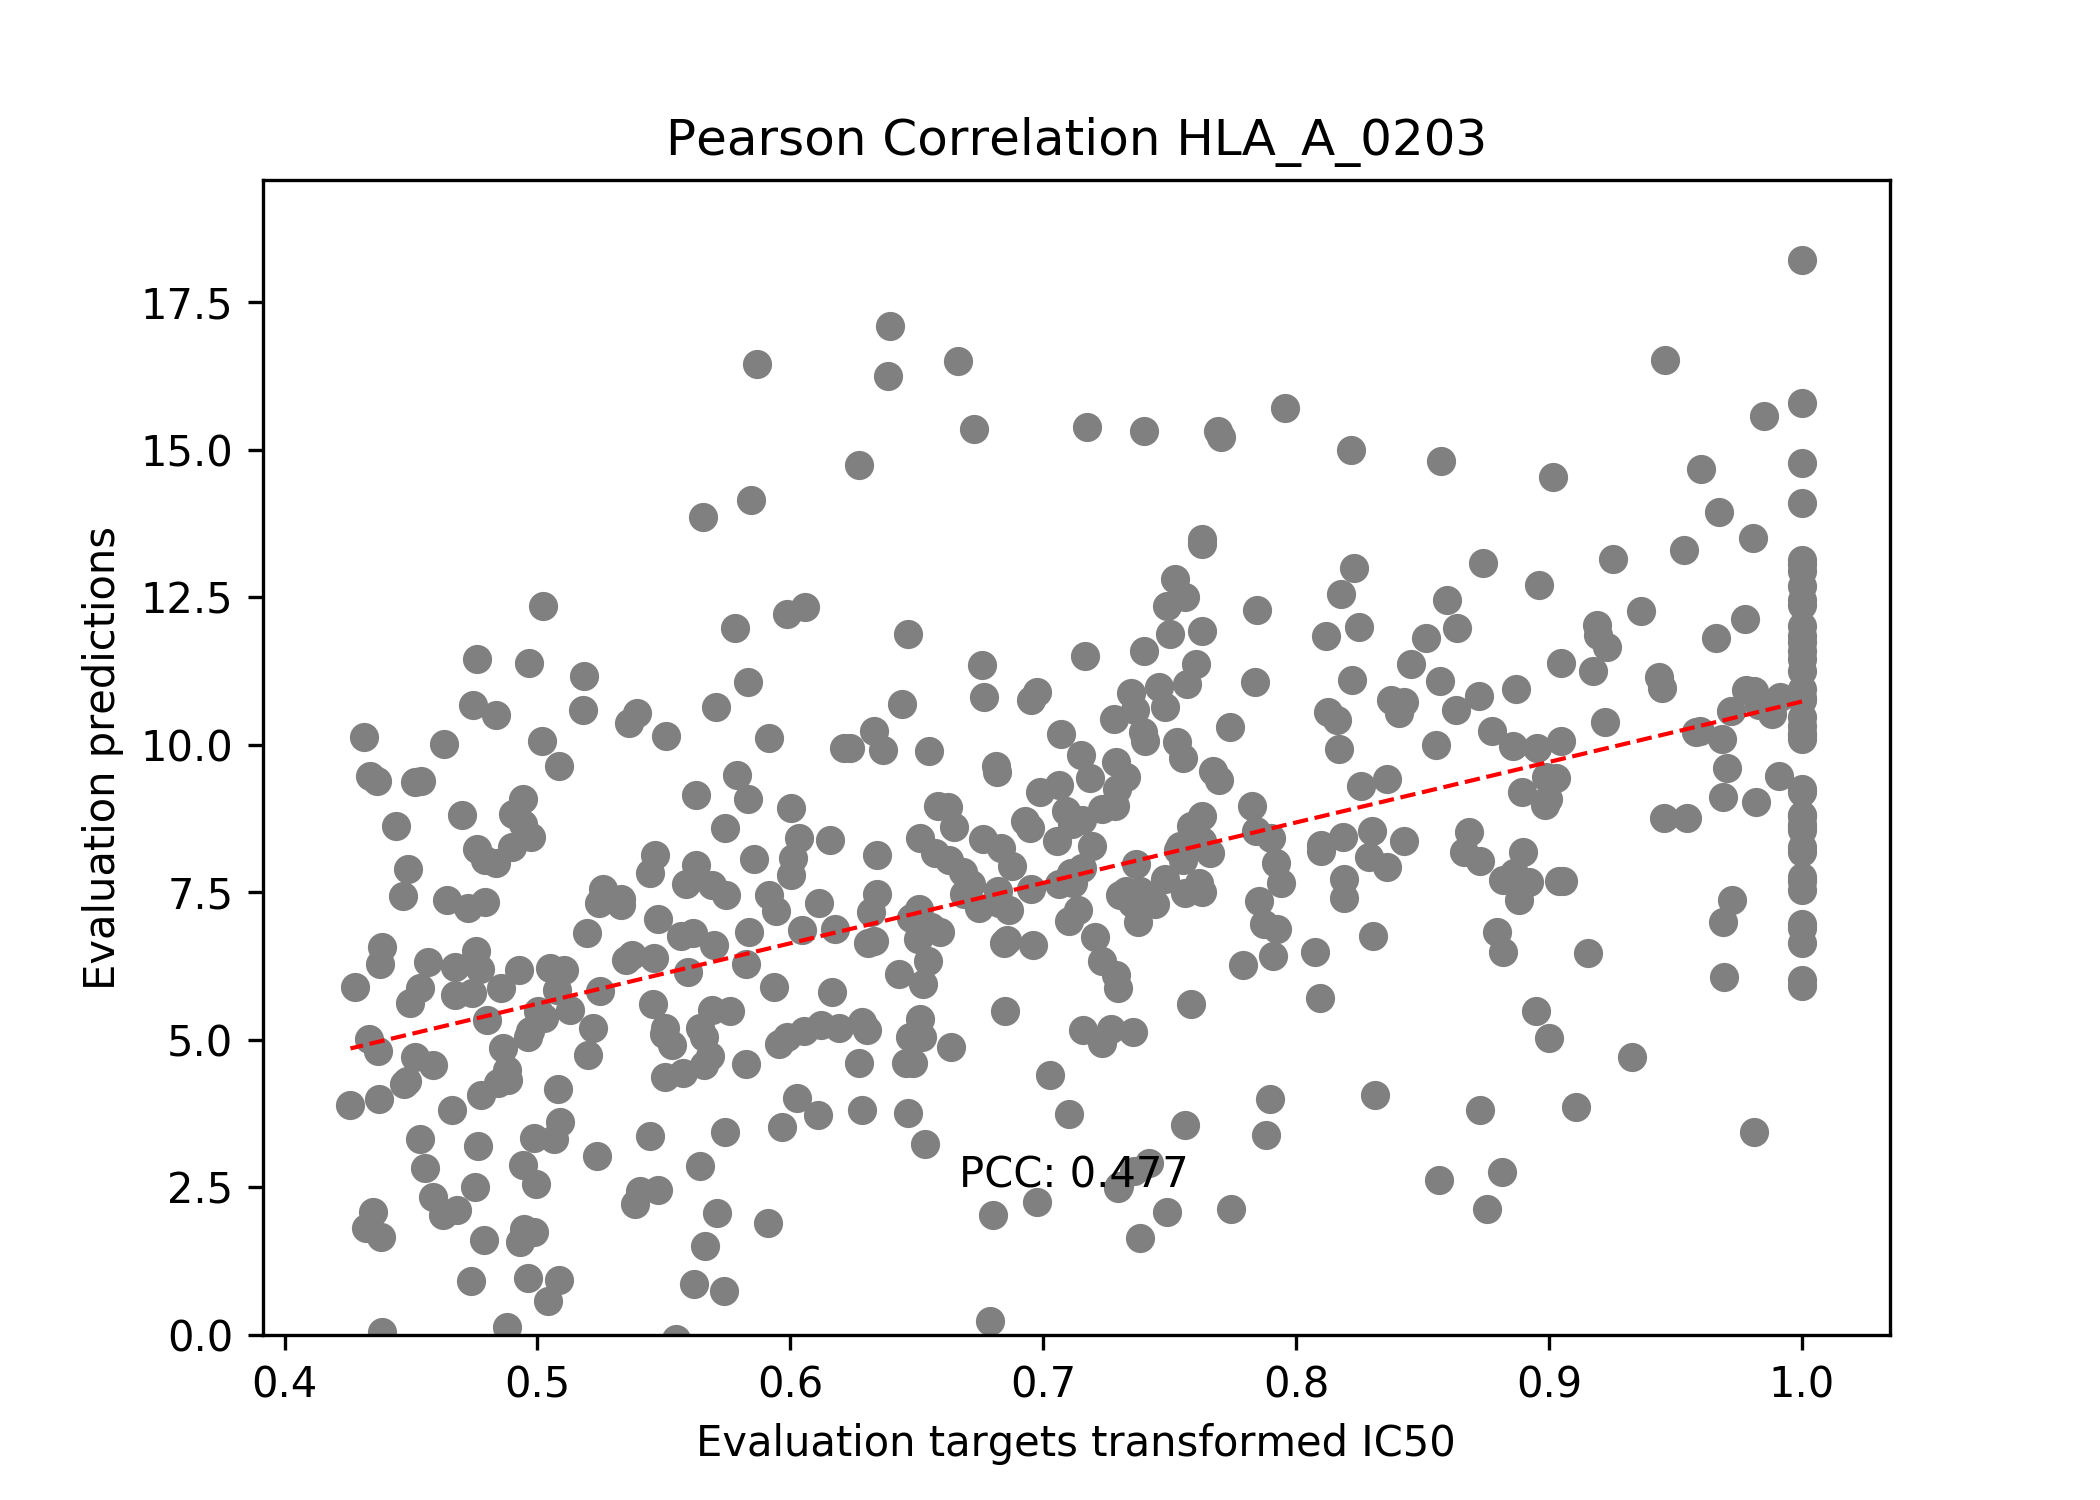 Pearson Correlation HLA_A_0203
Evaluation predictions
17.5
15.0
12.5
10.0
7.5
5.0
2.5
0.0
PCC: 0.477
0.4 0.5 0.6 0.7 0.8 0.9 1.0
Evaluation targets transformed IC50